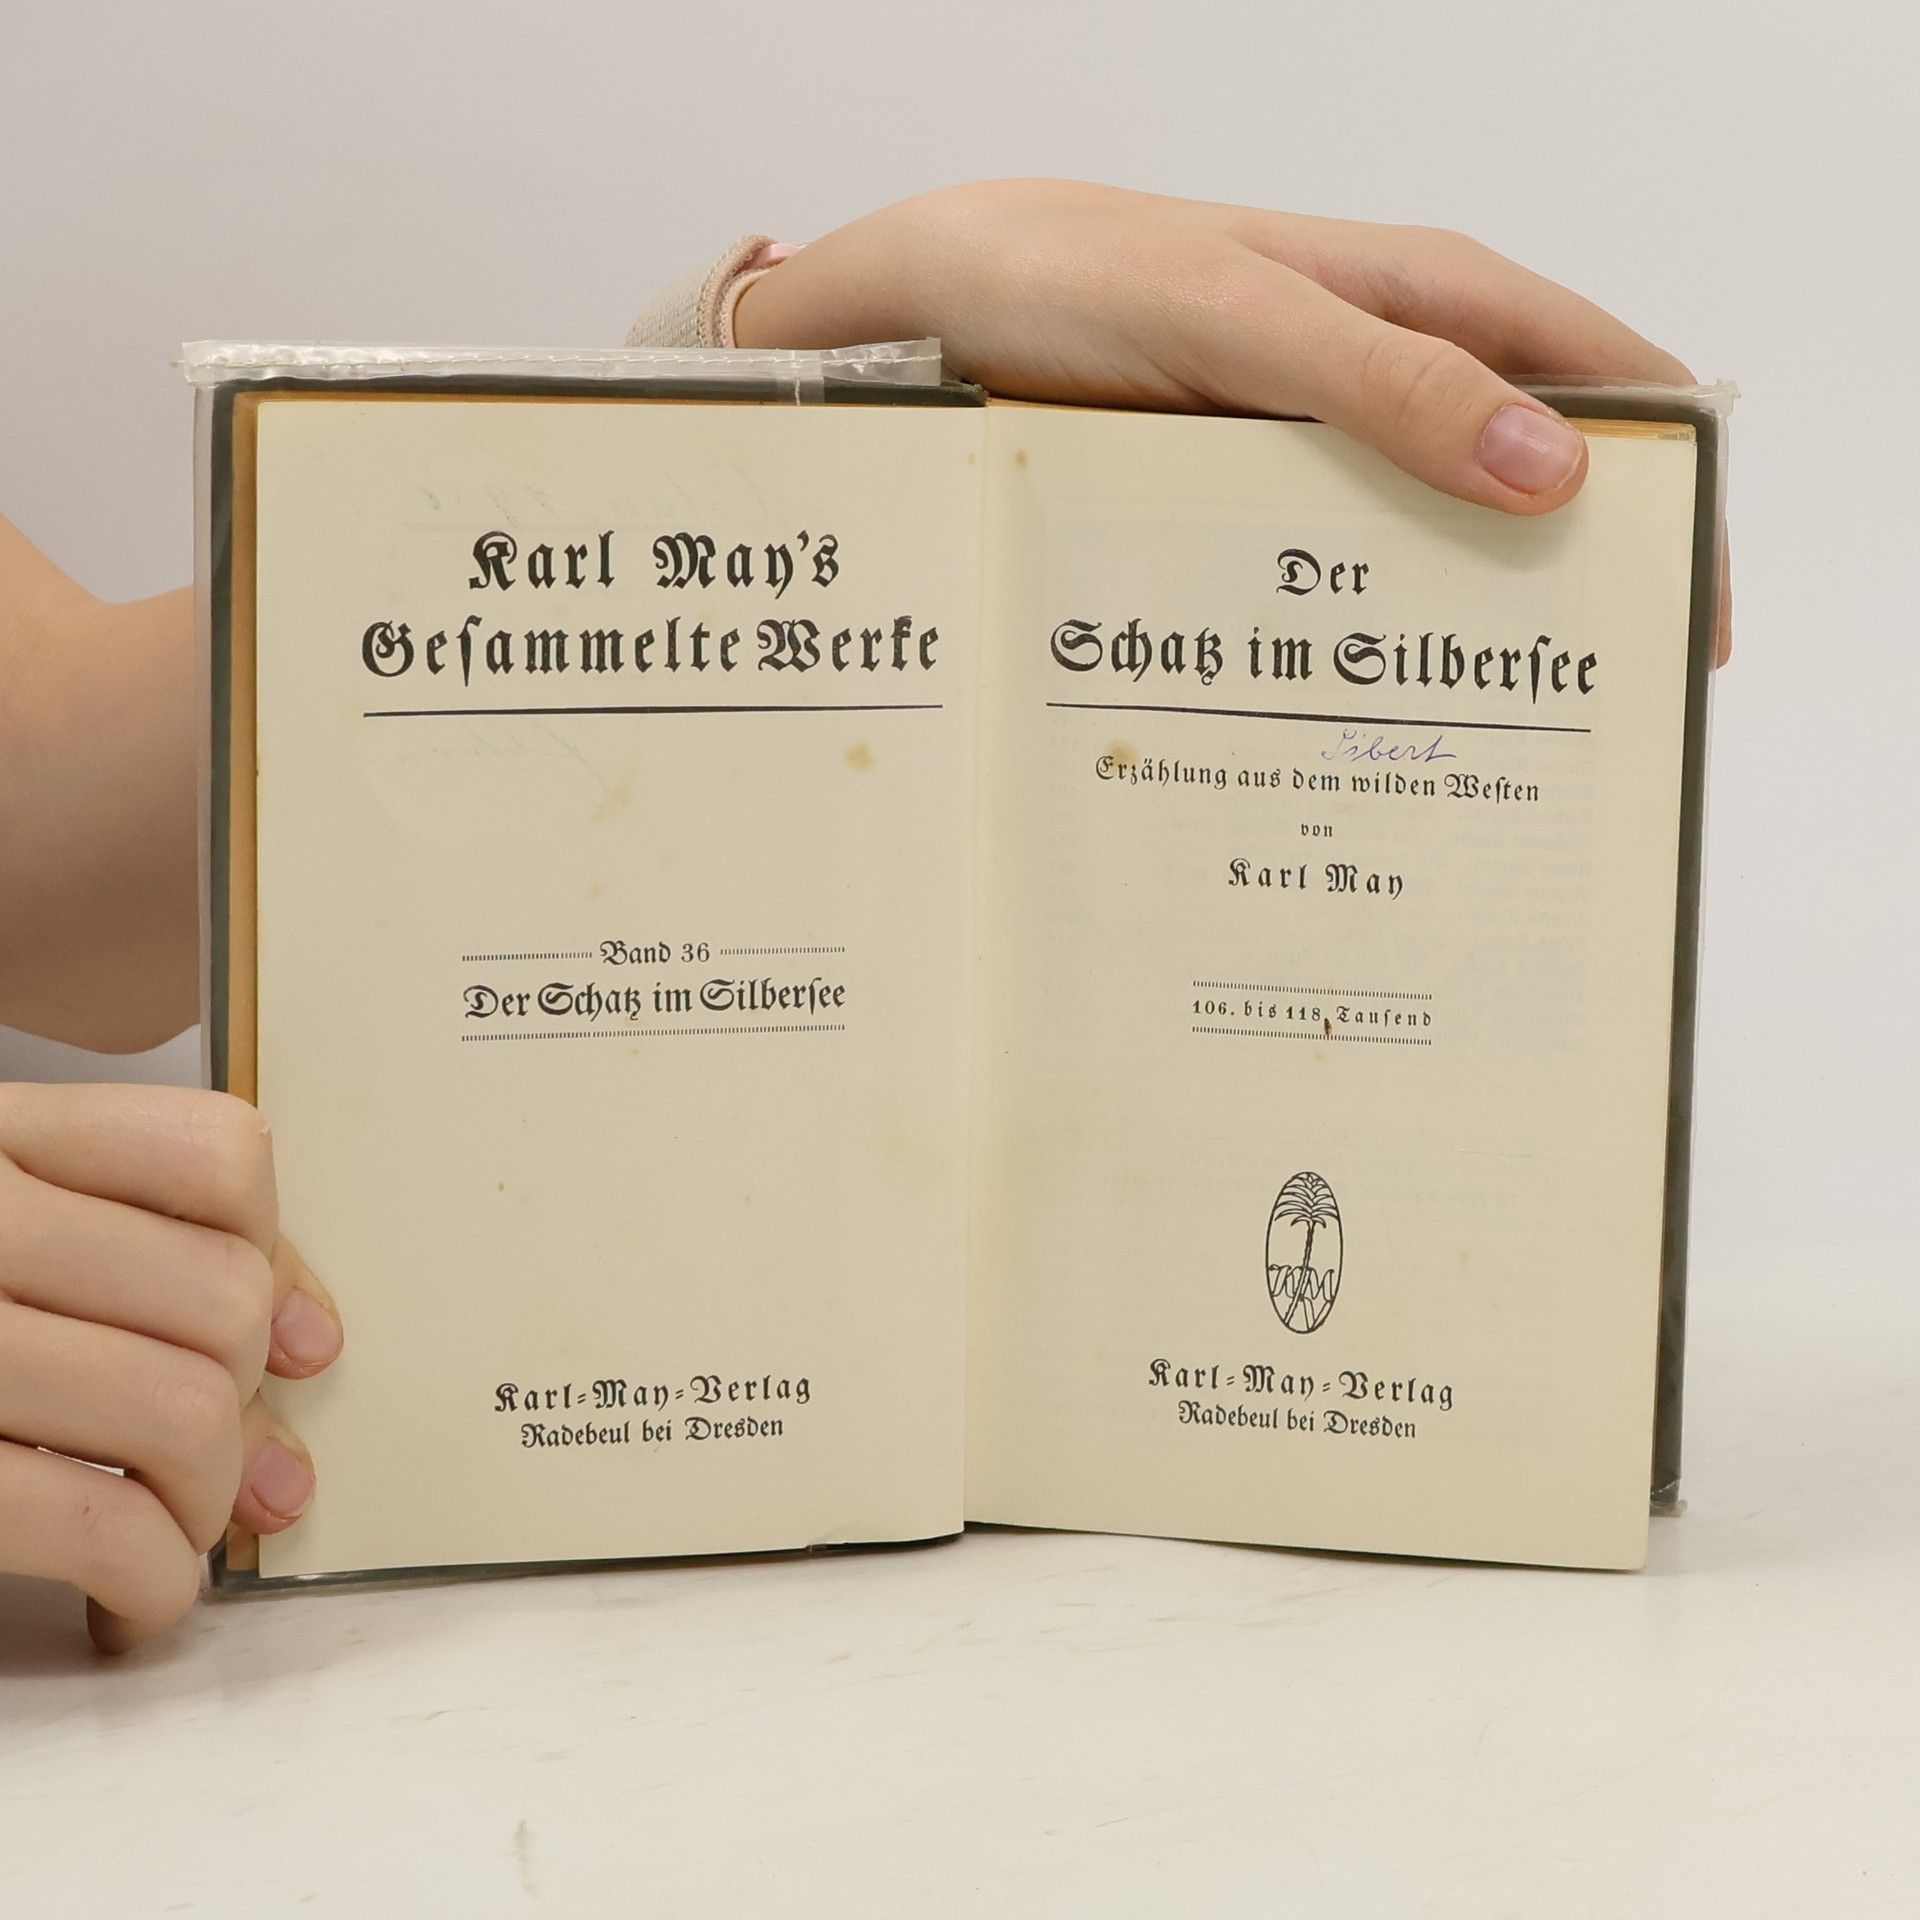 Karl May's
Gesammelte Werke
Band 36
Der Schatz im Silbersee
Karl-May-Verlag
Radebeul bei Dresden
Der
Schatz im Silbersee
Sibert
Erzählung aus dem wilden Westen
von
Karl May
106. bis 118. Tausend
KMV
Karl-May-Verlag
Radebeul bei Dresden